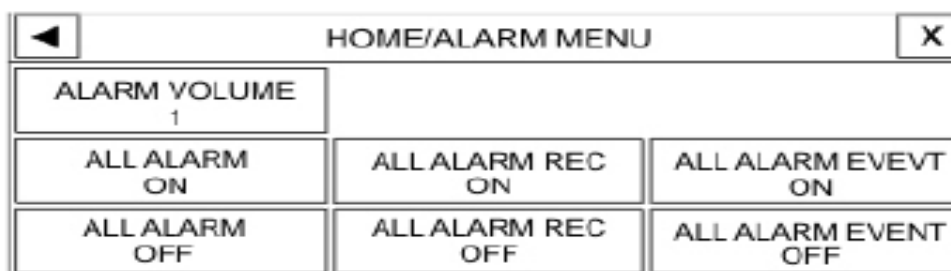 ◄ HOME/ALARM MENU X
ALARM VOLUME
1
ALL ALARM ON
ALL ALARM REC ON
ALL ALARM EVEVT ON
ALL ALARM OFF
ALL ALARM REC OFF
ALL ALARM EVENT OFF